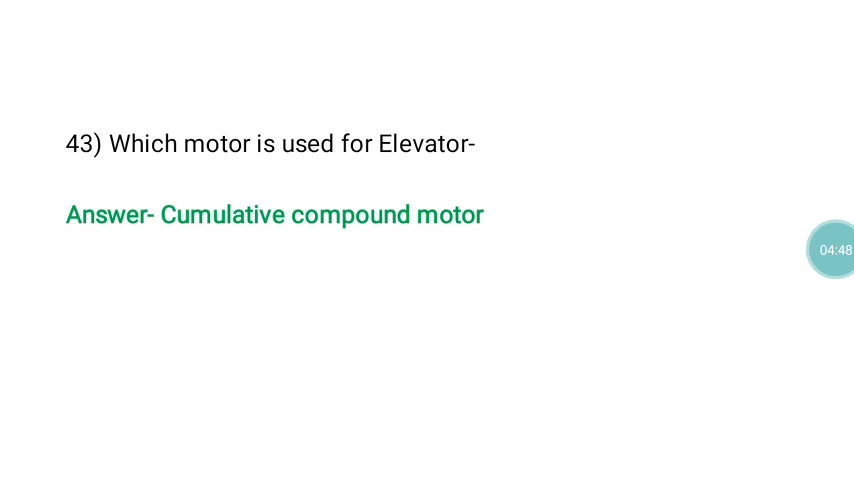 43) Which motor is used for Elevator-
Answer- Cumulative compound motor
04:48